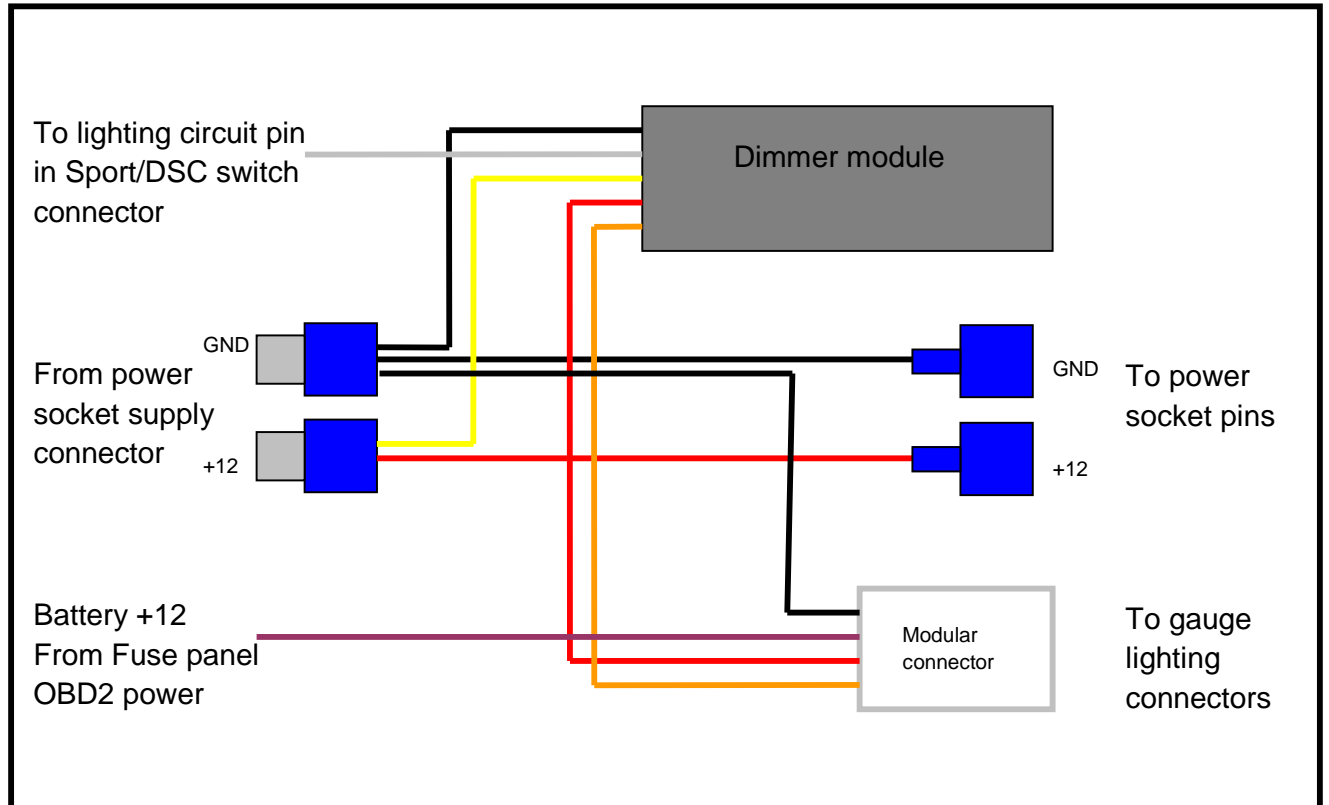 To lighting circuit pin
in Sport/DSC switch
connector
Dimmer module
GND
From power
socket supply
connector
+12
GND
+12
To power
socket pins
Battery +12
From Fuse panel
OBD2 power
Modular
connector
To gauge
lighting
connectors